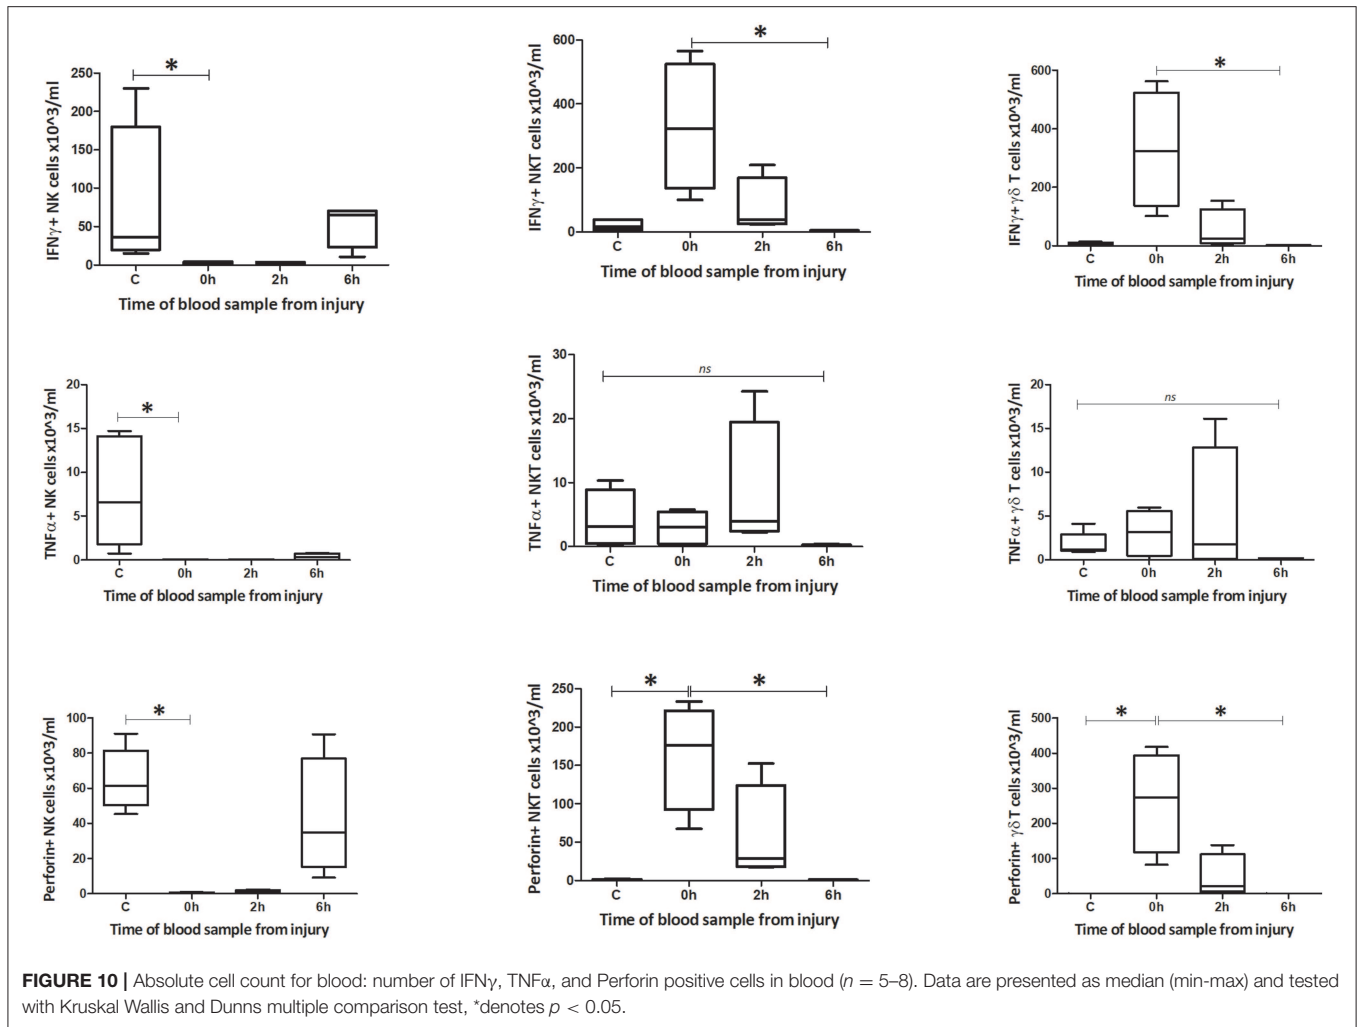 *
IFNγ+ NK cells x10^3/ml
250
200
150
100
50
0
C 0h 2h 6h
Time of blood sample from injury
*
IFNγ+ NKT cells x10^3/ml
600
400
200
0
C 0h 2h 6h
Time of blood sample from injury
*
IFNγ+ γδ T cells x10^3/ml
600
400
200
0
C 0h 2h 6h
Time of blood sample from injury
*
TNFα+ NK cells x10^3/ml
20
15
10
5
0
C 0h 2h 6h
Time of blood sample from injury
ns
TNFα+ NKT cells x10^3/ml
30
20
10
0
C 0h 2h 6h
Time of blood sample from injury
ns
TNFα+ γδ T cells x10^3/ml
20
15
10
5
0
C 0h 2h 6h
Time of blood sample from injury
*
Perforin+ NK cells x10^3/ml
100
80
60
40
20
0
C 0h 2h 6h
Time of blood sample from injury
* *
Perforin+ NKT cells x10^3/ml
250
200
150
100
50
0
C 0h 2h 6h
Time of blood sample from injury
* *
Perforin+ γδ T cells x10^3/ml
500
400
300
200
100
0
C 0h 2h 6h
Time of blood sample from injury
FIGURE 10 | Absolute cell count for blood: number of IFNγ, TNFα, and Perforin positive cells in blood (n = 5–8). Data are presented as median (min-max) and tested
with Kruskal Wallis and Dunns multiple comparison test, *denotes p < 0.05.